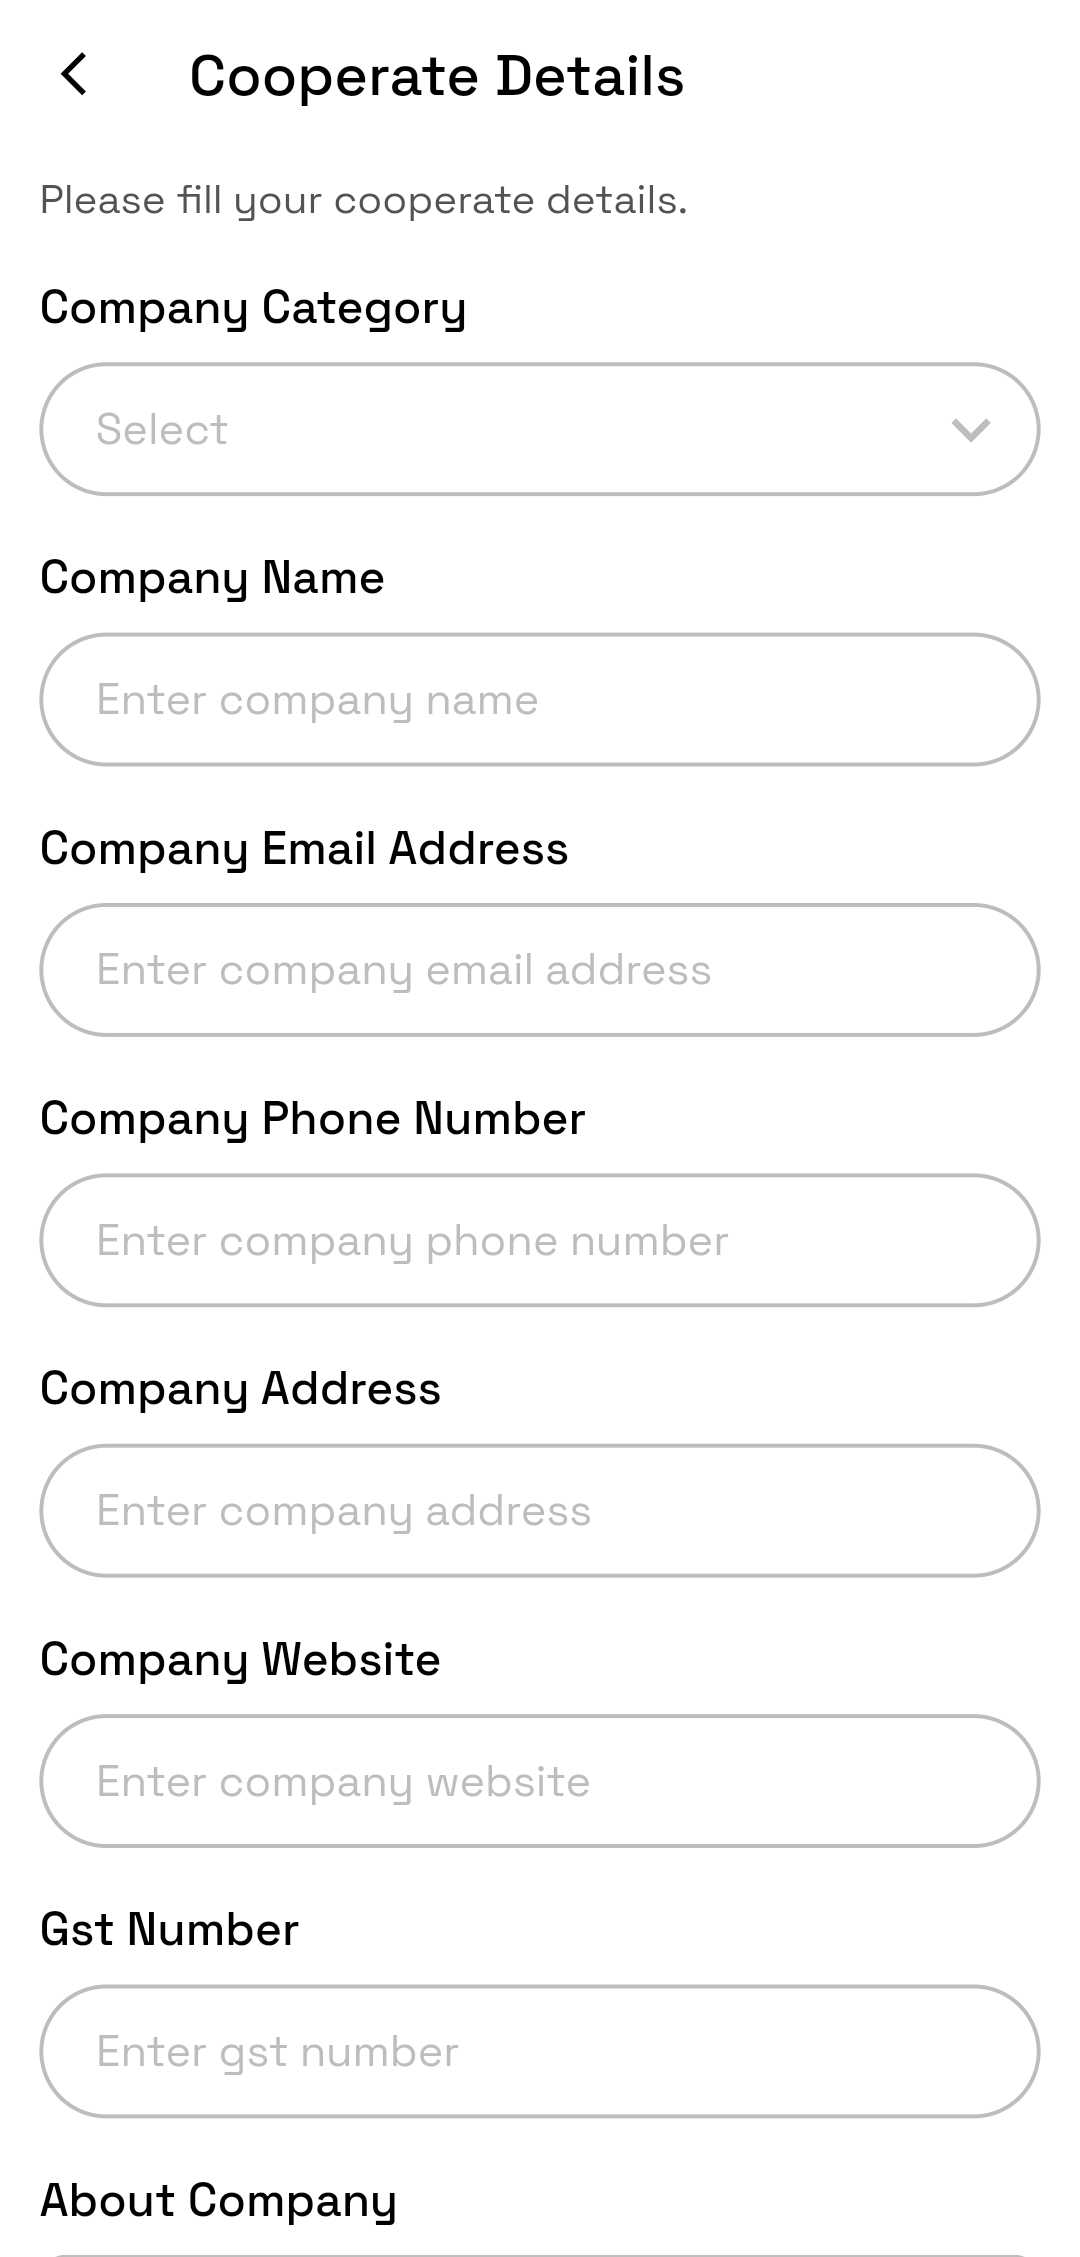 Cooperate Details
Please fill your cooperate details.
Company Category
Select
Company Name
Enter company name
Company Email Address
Enter company email address
Company Phone Number
Enter company phone number
Company Address
Enter company address
Company Website
Enter company website
Gst Number
Enter gst number
About Company